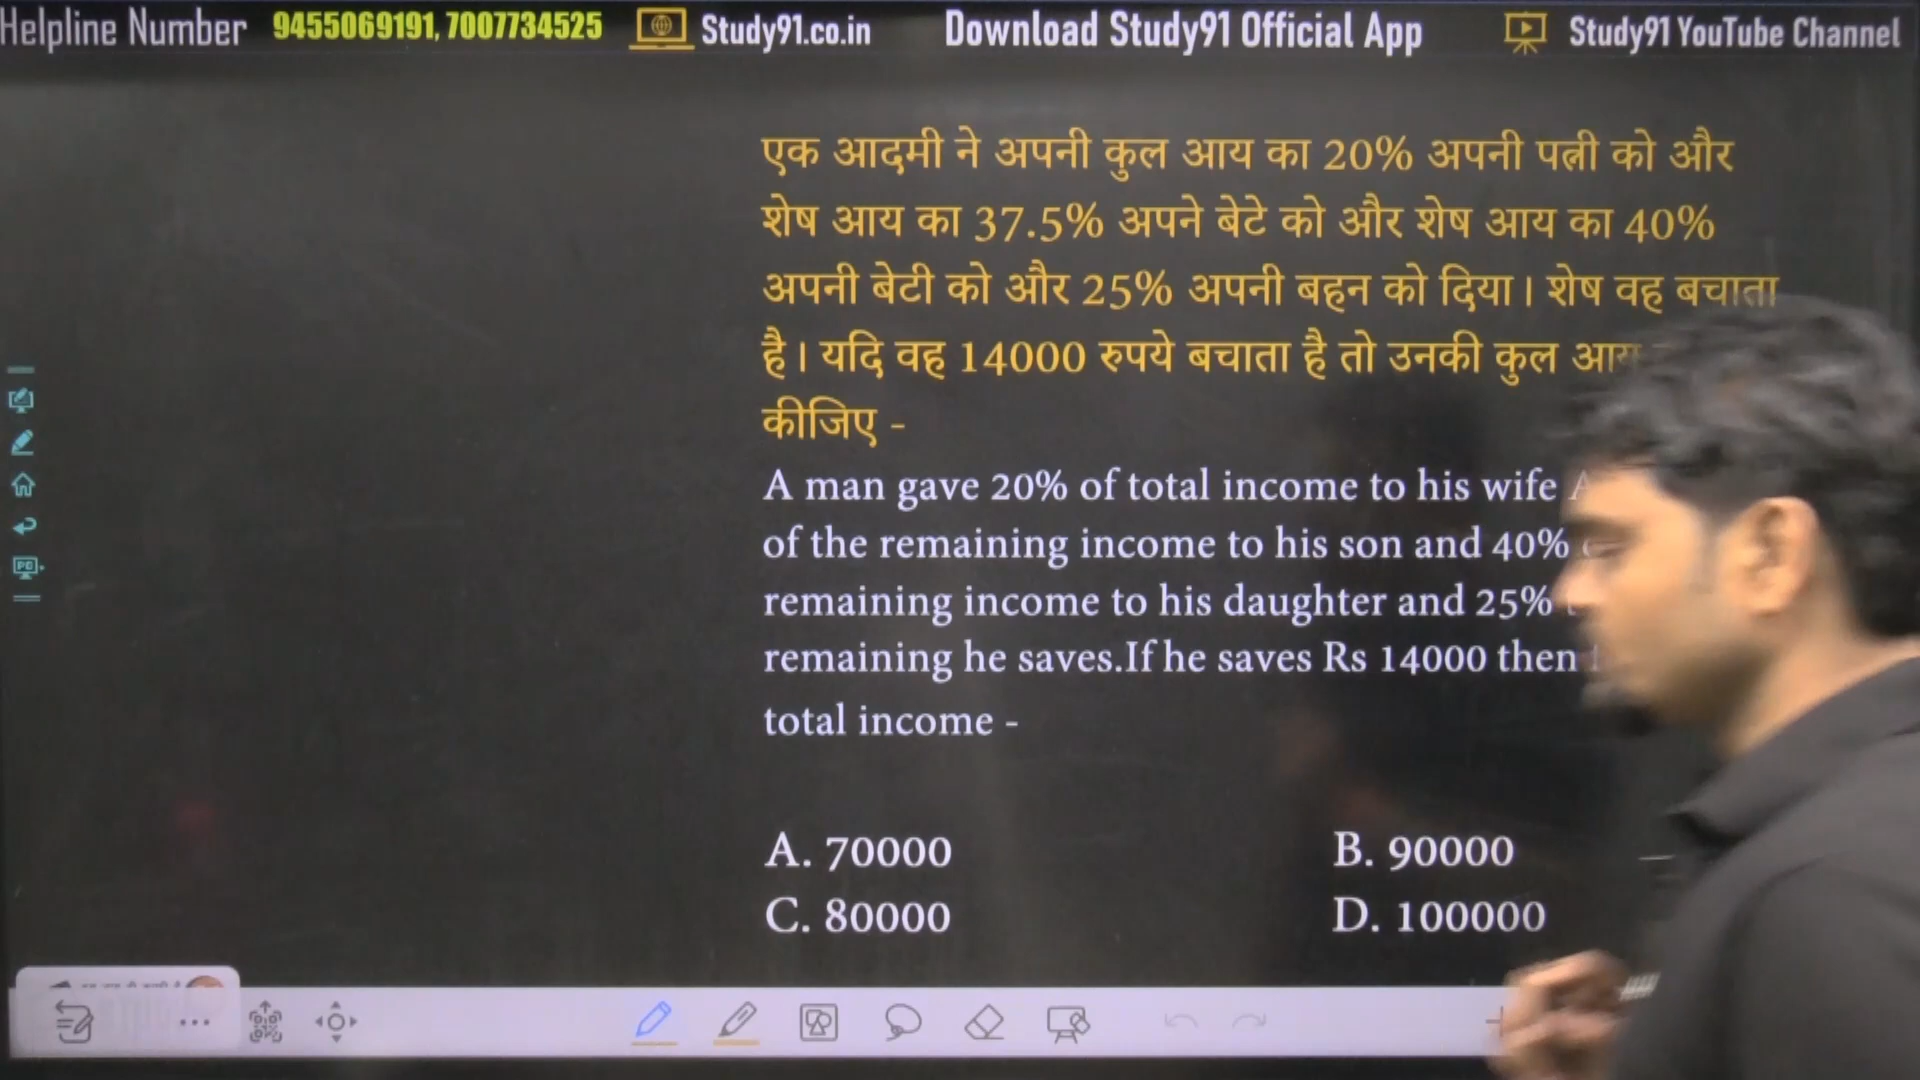 Helpline Number 9455069191, 7007734525 Study91.co.in Download Study91 Official App Study91 YouTube Channel
एक आदमी ने अपनी कुल आय का 20% अपनी पत्नी को और
शेष आय का 37.5% अपने बेटे को और शेष आय का 40%
अपनी बेटी को और 25% अपनी बहन को दिया। शेष वह बचाता
है। यदि वह 14000 रुपये बचाता है तो उनकी कुल आय
कीजिए -
A man gave 20% of total income to his wife
of the remaining income to his son and 40%
remaining income to his daughter and 25%
remaining he saves.If he saves Rs 14000 then
total income -
A. 70000
B. 90000
C. 80000
D. 100000